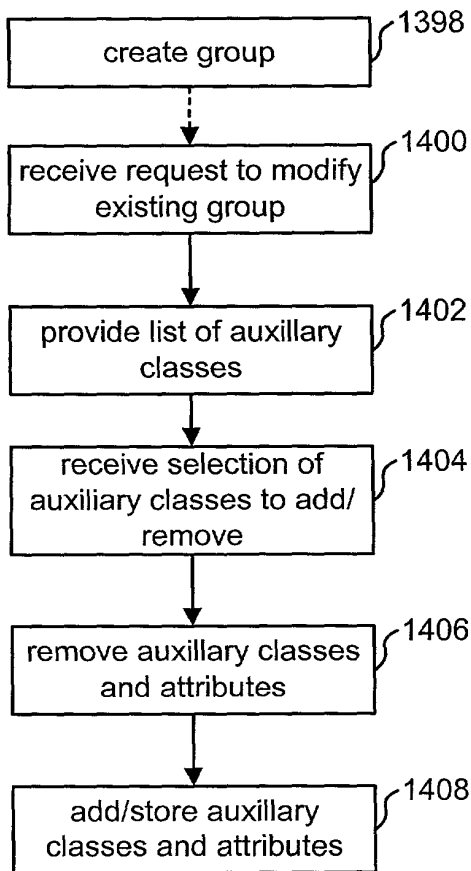 1398
create group
1400
receive request to modify
existing group
1402
provide list of auxillary
classes
1404
receive selection of
auxiliary classes to add/
remove
1406
remove auxillary classes
and attributes
1408
add/store auxillary
classes and attributes